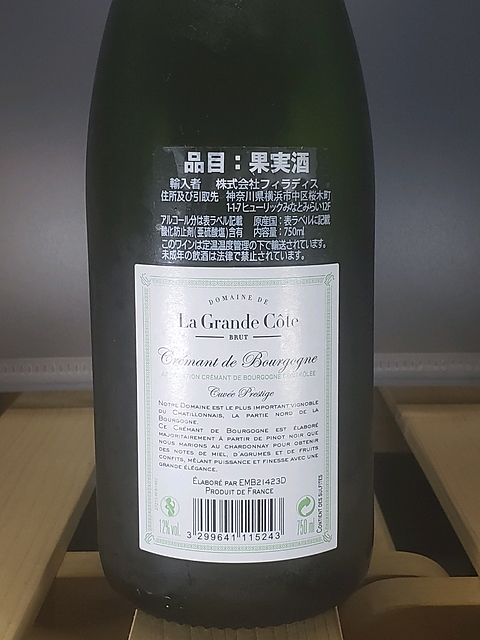 品目：果実酒
輸入者 株式会社フィラディス
住所及び引取先 神奈川県横浜市中区桜木町
1-1-7ヒューリックみなとみらい12F
アルコール分は表ラベル記載 原産国：表ラベルに記載
酸化防止剤(亜硫酸塩)含有 内容量：750ml
このワインは定温温度管理の下で輸送されています。
未成年の飲酒は法律で禁止されています。
DOMAINE DE
La Grande Côte
BRUT
Crémant de Bourgogne
APPELLATION CRÉMANT DE BOURGOGNE CONTRÔLÉE
Cuvée Prestige
Notre Domaine est le plus important vignoble
du Chatillonnais, la partie nord de la
Bourgogne.
Ce Crémant de Bourgogne est élaboré
majoritairement à partir de pinot noir que
nous marions au chardonnay pour obtenir
des notes de miel, d'agrumes et de fruits
confits, mêlant puissance et finesse avec une
grande élégance.
Élaboré par EMB21423D
Produit de France
12% vol.
3 299641 115243
750 ml
Contient des sulfites